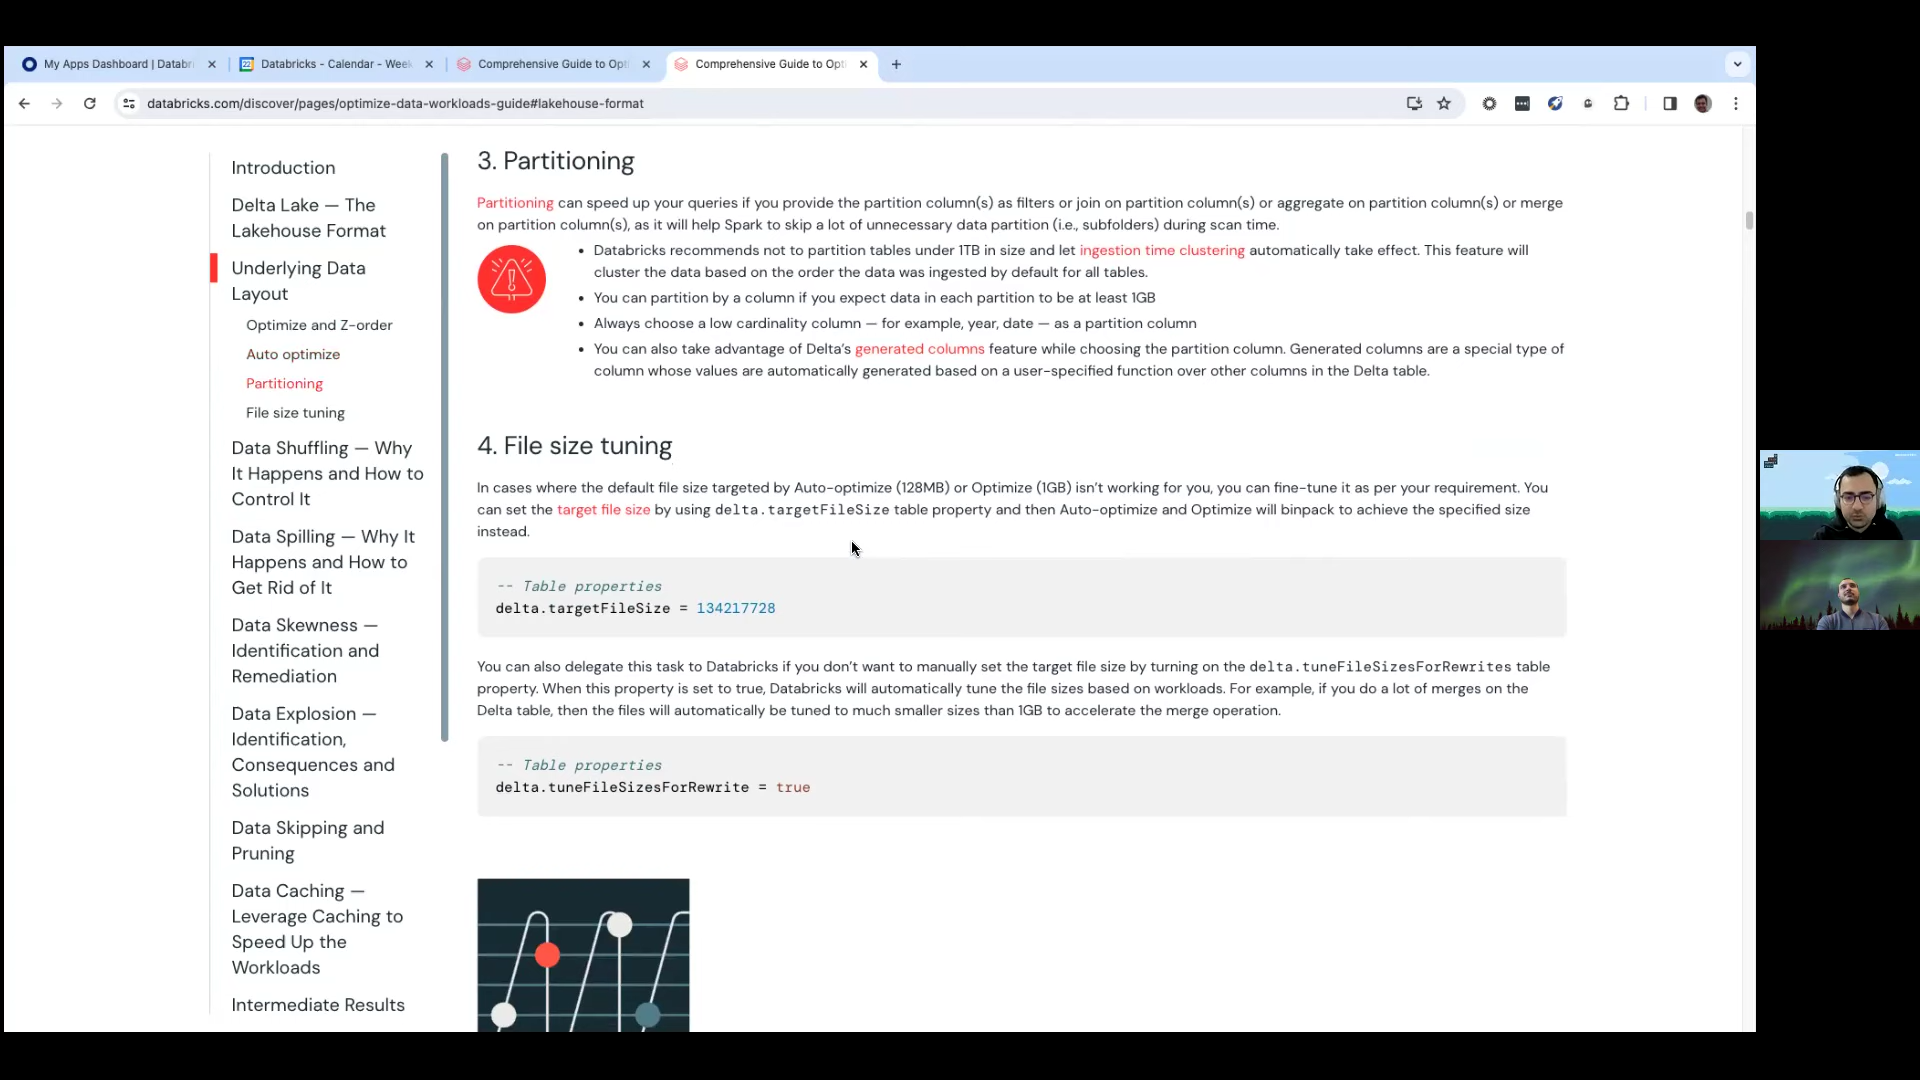 My Apps Dashboard | Databri
Databricks - Calendar - Week
Comprehensive Guide to Opti
Comprehensive Guide to Opti
databricks.com/discover/pages/optimize-data-workloads-guide#lakehouse-format
Introduction
Delta Lake — The
Lakehouse Format
Underlying Data
Layout
Optimize and Z-order
Auto optimize
Partitioning
File size tuning
Data Shuffling — Why
It Happens and How to
Control It
Data Spilling — Why It
Happens and How to
Get Rid of It
Data Skewness —
Identification and
Remediation
Data Explosion —
Identification,
Consequences and
Solutions
Data Skipping and
Pruning
Data Caching —
Leverage Caching to
Speed Up the
Workloads
Intermediate Results
3. Partitioning
Partitioning can speed up your queries if you provide the partition column(s) as filters or join on partition column(s) or aggregate on partition column(s) or merge
on partition column(s), as it will help Spark to skip a lot of unnecessary data partition (i.e., subfolders) during scan time.
• Databricks recommends not to partition tables under 1TB in size and let ingestion time clustering automatically take effect. This feature will
cluster the data based on the order the data was ingested by default for all tables.
• You can partition by a column if you expect data in each partition to be at least 1GB
• Always choose a low cardinality column — for example, year, date — as a partition column
• You can also take advantage of Delta's generated columns feature while choosing the partition column. Generated columns are a special type of
column whose values are automatically generated based on a user-specified function over other columns in the Delta table.
4. File size tuning
In cases where the default file size targeted by Auto-optimize (128MB) or Optimize (1GB) isn't working for you, you can fine-tune it as per your requirement. You
can set the target file size by using delta.targetFileSize table property and then Auto-optimize and Optimize will binpack to achieve the specified size
instead.
-- Table properties
delta.targetFileSize = 134217728
You can also delegate this task to Databricks if you don't want to manually set the target file size by turning on the delta.tuneFileSizesForRewrites table
property. When this property is set to true, Databricks will automatically tune the file sizes based on workloads. For example, if you do a lot of merges on the
Delta table, then the files will automatically be tuned to much smaller sizes than 1GB to accelerate the merge operation.
-- Table properties
delta.tuneFileSizesForRewrite = true